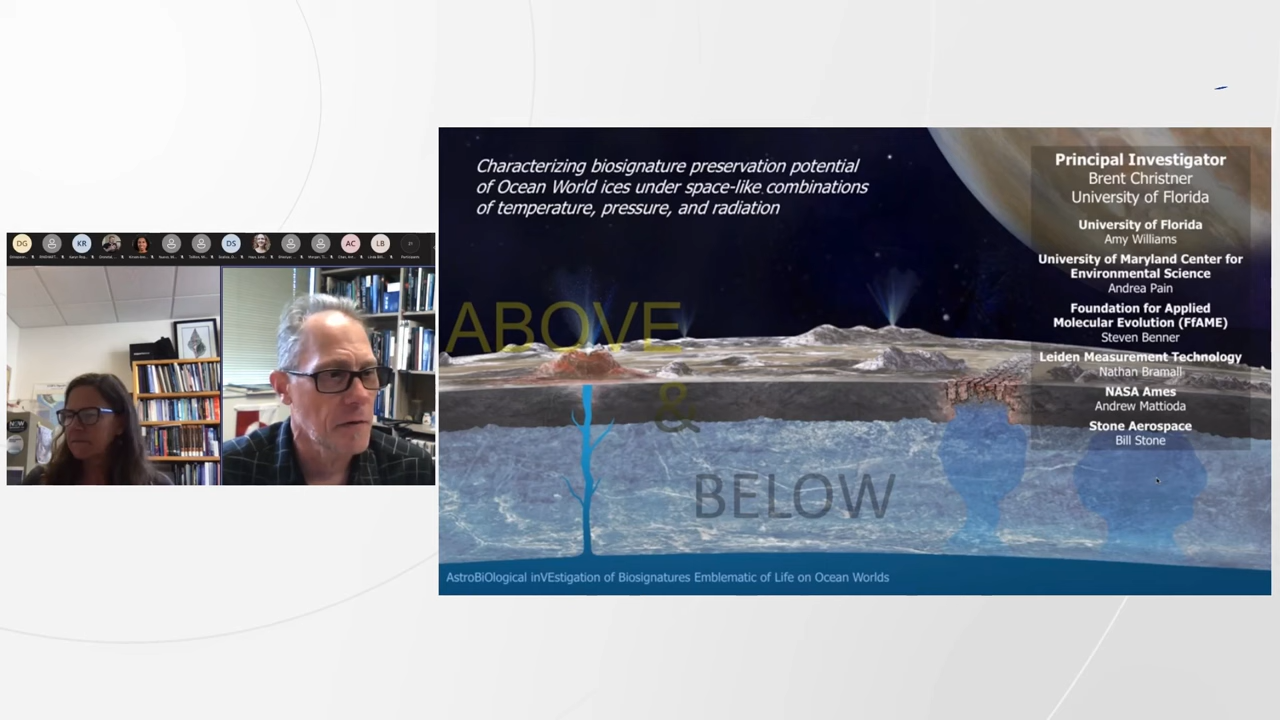 DG
KR
DS
AC
LB
Characterizing biosignature preservation potential
of Ocean World ices under space-like combinations
of temperature, pressure, and radiation
ABOVE
&
BELOW
AstroBiOlogical inVEstigation of Biosignatures Emblematic of Life on Ocean Worlds
Principal Investigator
Brent Christner
University of Florida
University of Florida
Amy Williams
University of Maryland Center for
Environmental Science
Andrea Pain
Foundation for Applied
Molecular Evolution (FfAME)
Steven Benner
Leiden Measurement Technology
Nathan Bramall
NASA Ames
Andrew Mattioda
Stone Aerospace
Bill Stone